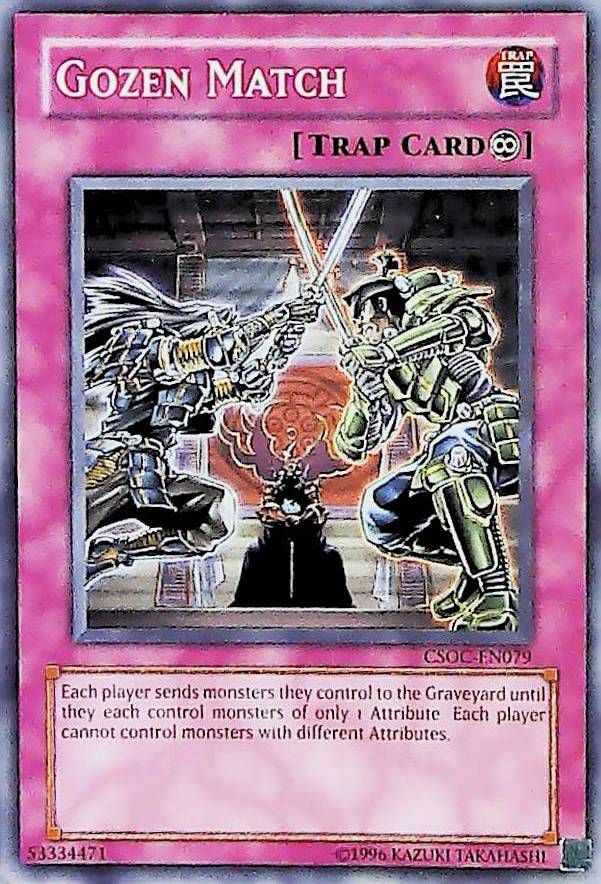 GOZEN MATCH
TRAP
罠
[TRAP CARD∞]
CSOC-EN079
Each player sends monsters they control to the Graveyard until
they each control monsters of only 1 Attribute. Each player
cannot control monsters with different Attributes.
53334471
©1996 KAZUKI TAKAHASHI